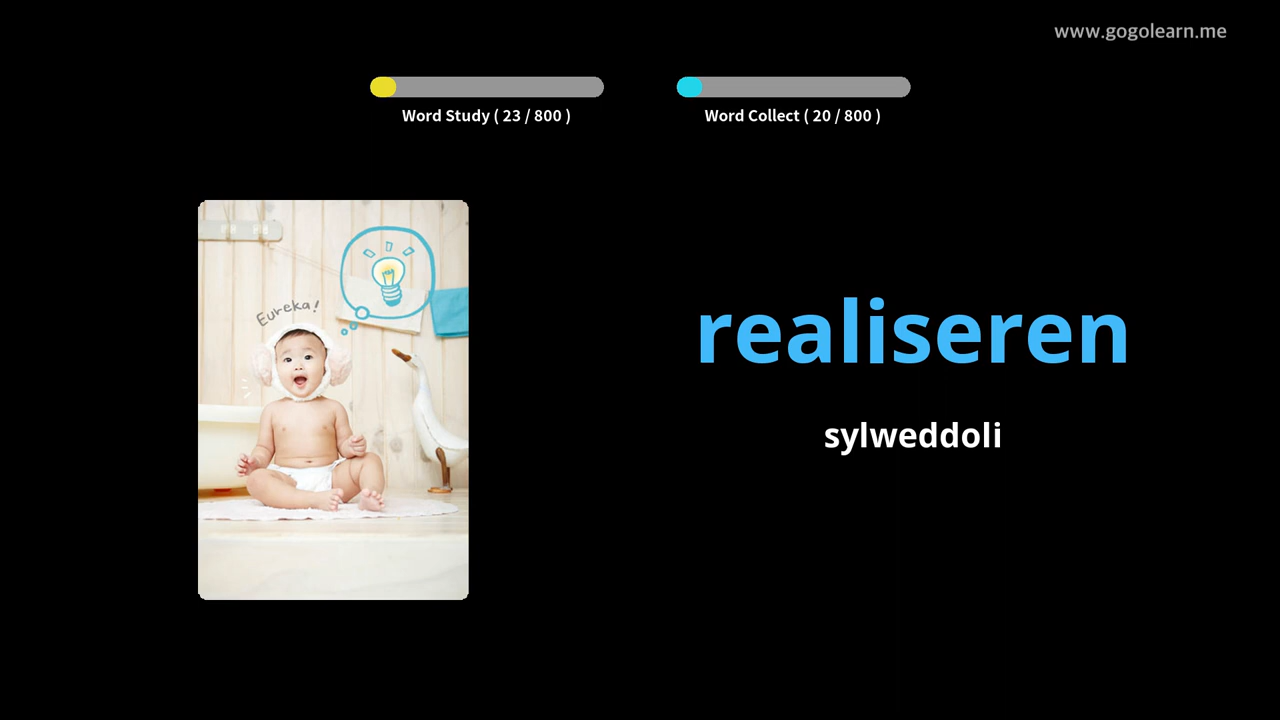 www.gogolearn.me
Word Study ( 23 / 800 )
Word Collect ( 20 / 800 )
Eureka!
realiseren
sylweddoli